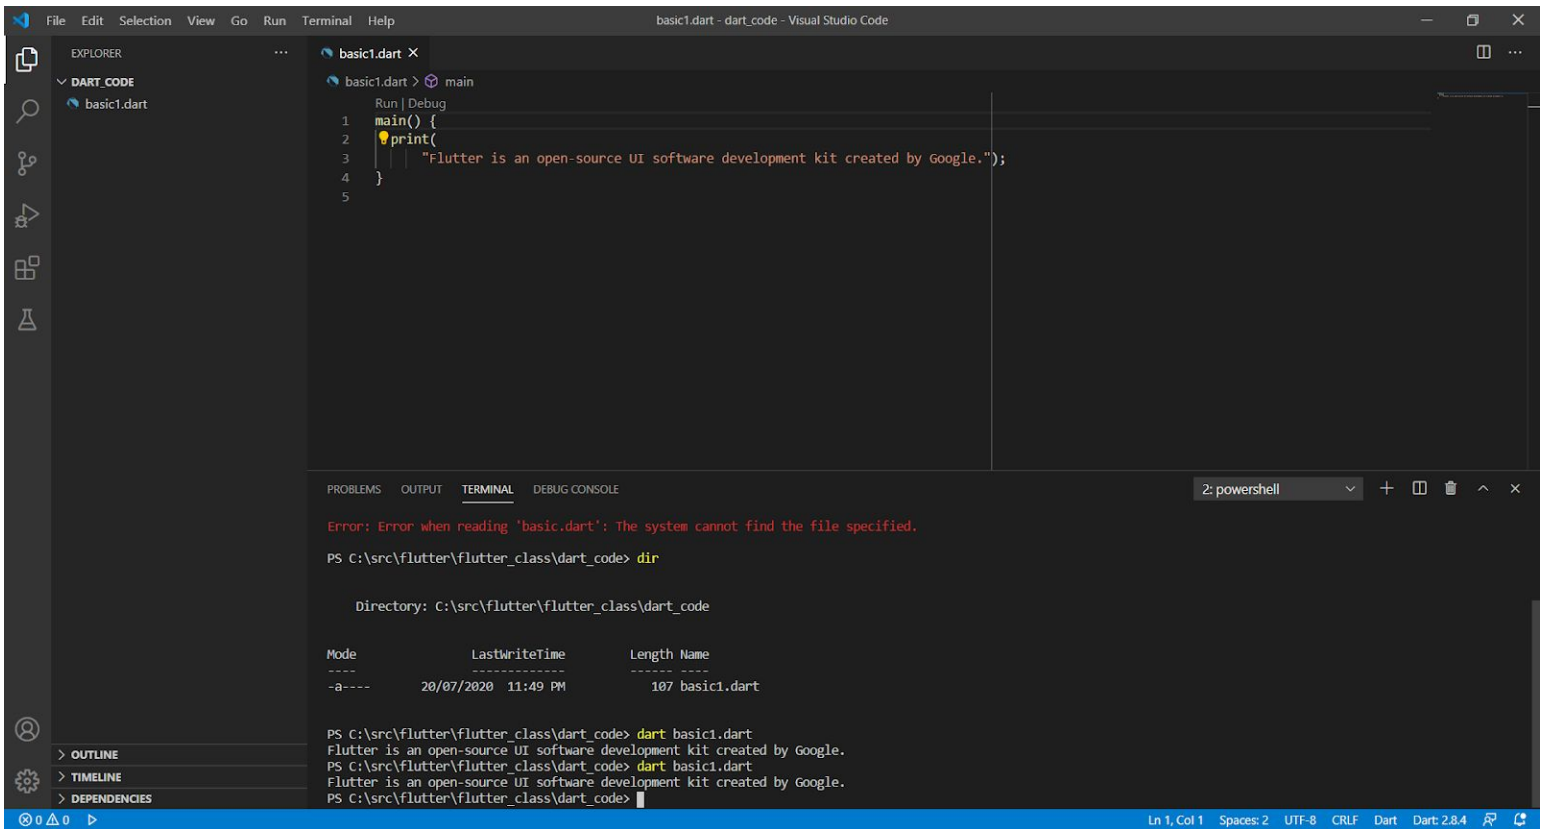 File Edit Selection View Go Run Terminal Help basic1.dart - dart_code - Visual Studio Code
EXPLORER
DART_CODE
basic1.dart
basic1.dart
basic1.dart > main
Run | Debug
1 main() {
2 print(
3 "Flutter is an open-source UI software development kit created by Google.");
4 }
5
PROBLEMS OUTPUT TERMINAL DEBUG CONSOLE 2: powershell
Error: Error when reading 'basic.dart': The system cannot find the file specified.
PS C:\src\flutter\flutter_class\dart_code> dir
Directory: C:\src\flutter\flutter_class\dart_code
Mode LastWriteTime Length Name
---- ------------- ------ ----
-a---- 20/07/2020 11:49 PM 107 basic1.dart
PS C:\src\flutter\flutter_class\dart_code> dart basic1.dart
Flutter is an open-source UI software development kit created by Google.
PS C:\src\flutter\flutter_class\dart_code> dart basic1.dart
Flutter is an open-source UI software development kit created by Google.
PS C:\src\flutter\flutter_class\dart_code>
OUTLINE
TIMELINE
DEPENDENCIES
0 0 Ln 1, Col 1 Spaces: 2 UTF-8 CRLF Dart Dart: 2.8.4